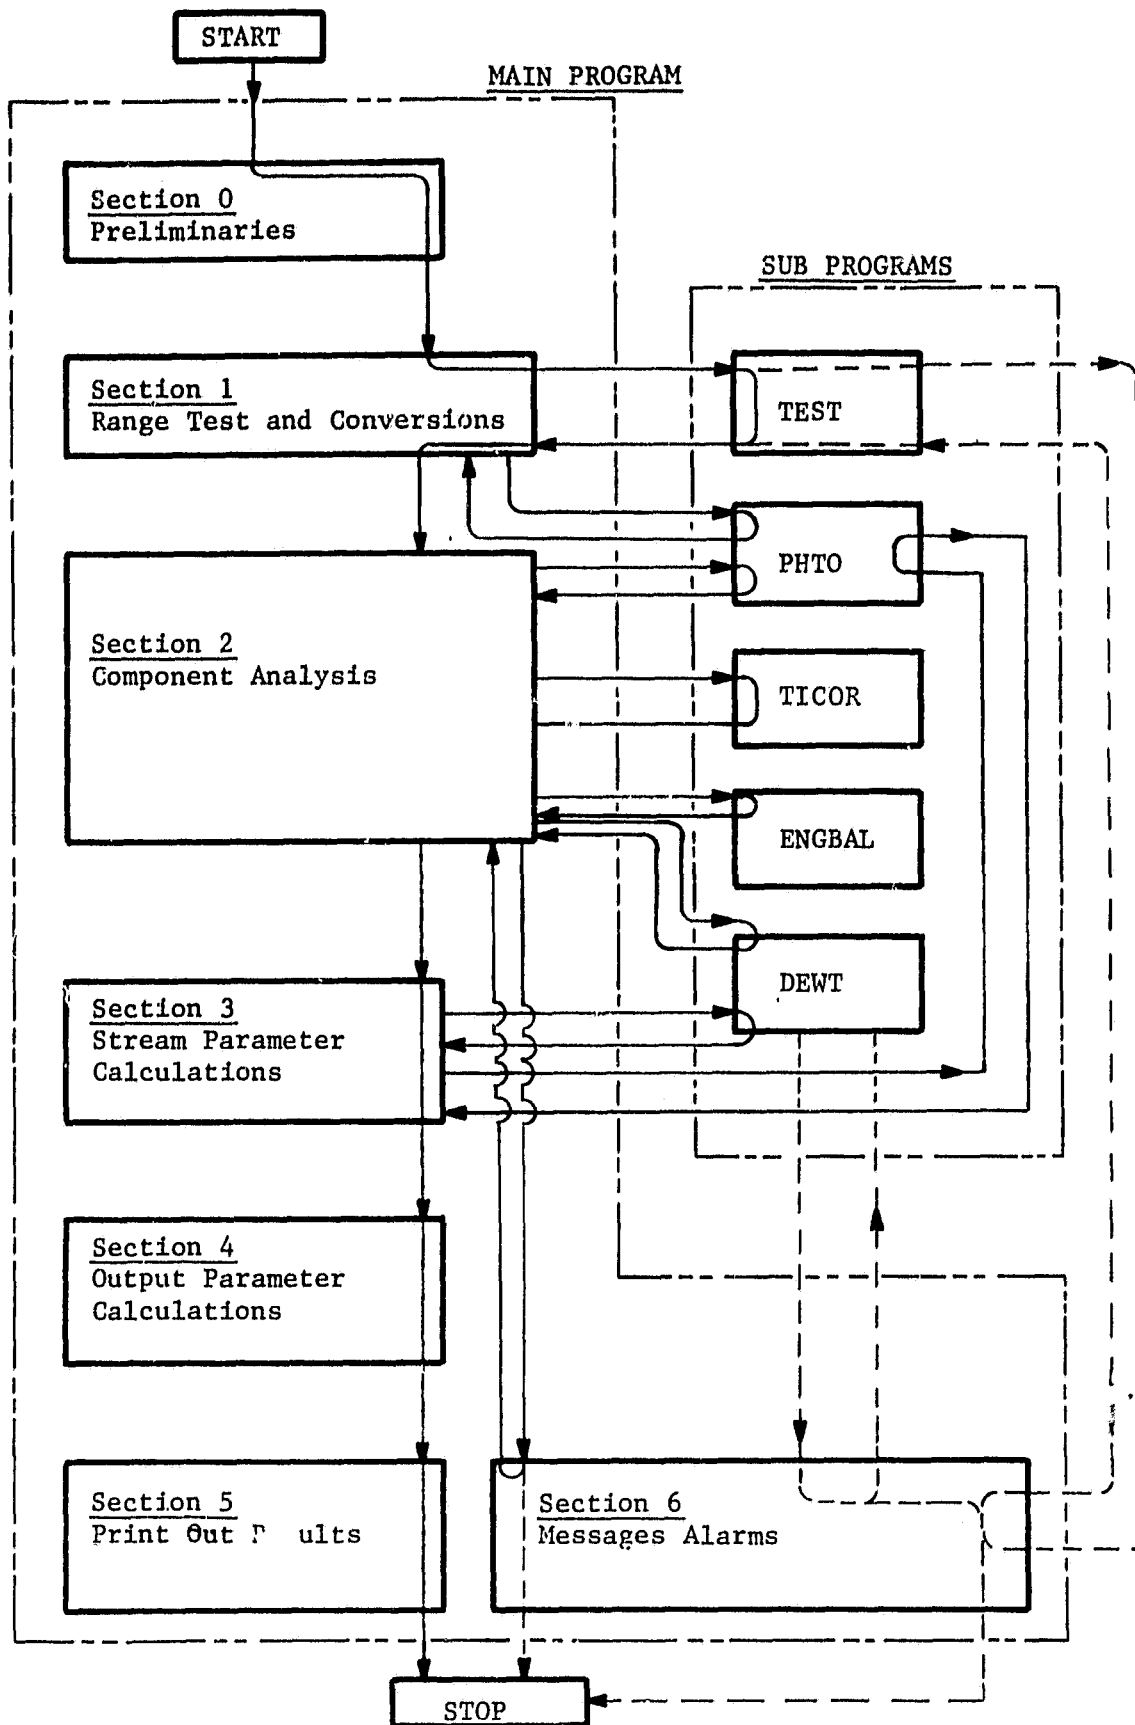 START
MAIN PROGRAM
Section 0
Preliminaries
SUB PROGRAMS
Section 1
Range Test and Conversions
TEST
PHTO
Section 2
Component Analysis
TICOR
ENGBAL
DEWT
Section 3
Stream Parameter
Calculations
Section 4
Output Parameter
Calculations
Section 5
Print Out
Section 6
Messages Alarms
STOP